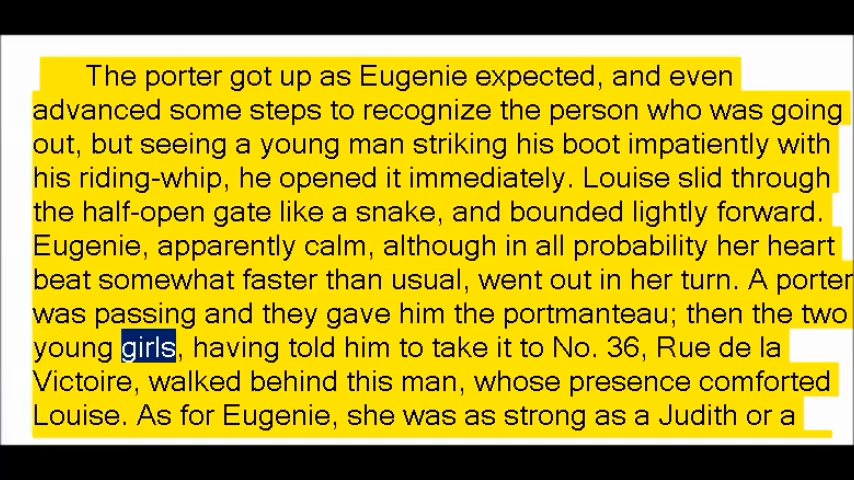 The porter got up as Eugenie expected, and even
advanced some steps to recognize the person who was going
out, but seeing a young man striking his boot impatiently with
his riding-whip, he opened it immediately. Louise slid through
the half-open gate like a snake, and bounded lightly forward.
Eugenie, apparently calm, although in all probability her heart
beat somewhat faster than usual, went out in her turn. A porter
was passing and they gave him the portmanteau; then the two
young girls, having told him to take it to No. 36, Rue de la
Victoire, walked behind this man, whose presence comforted
Louise. As for Eugenie, she was as strong as a Judith or a